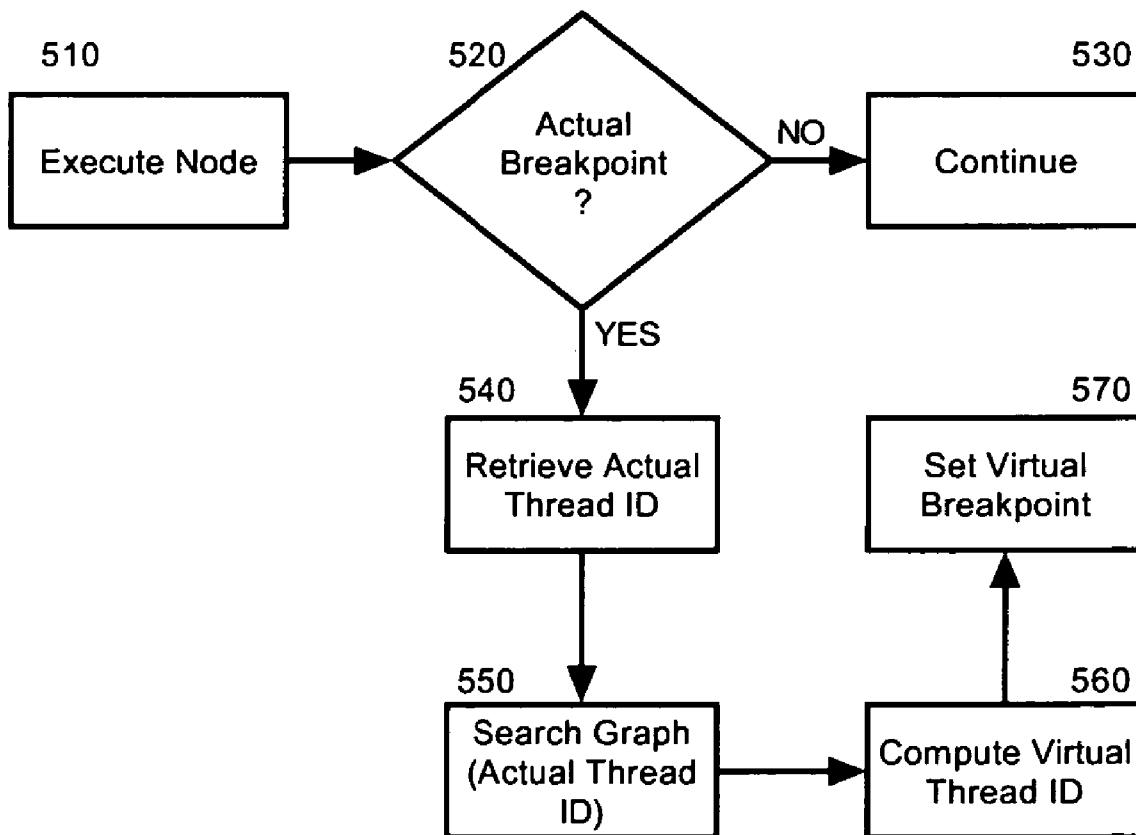 510
520
530
Execute Node
Actual
Breakpoint
?
NO
Continue
YES
540
570
Retrieve Actual
Thread ID
Set Virtual
Breakpoint
550
560
Search Graph
(Actual Thread
ID)
Compute Virtual
Thread ID